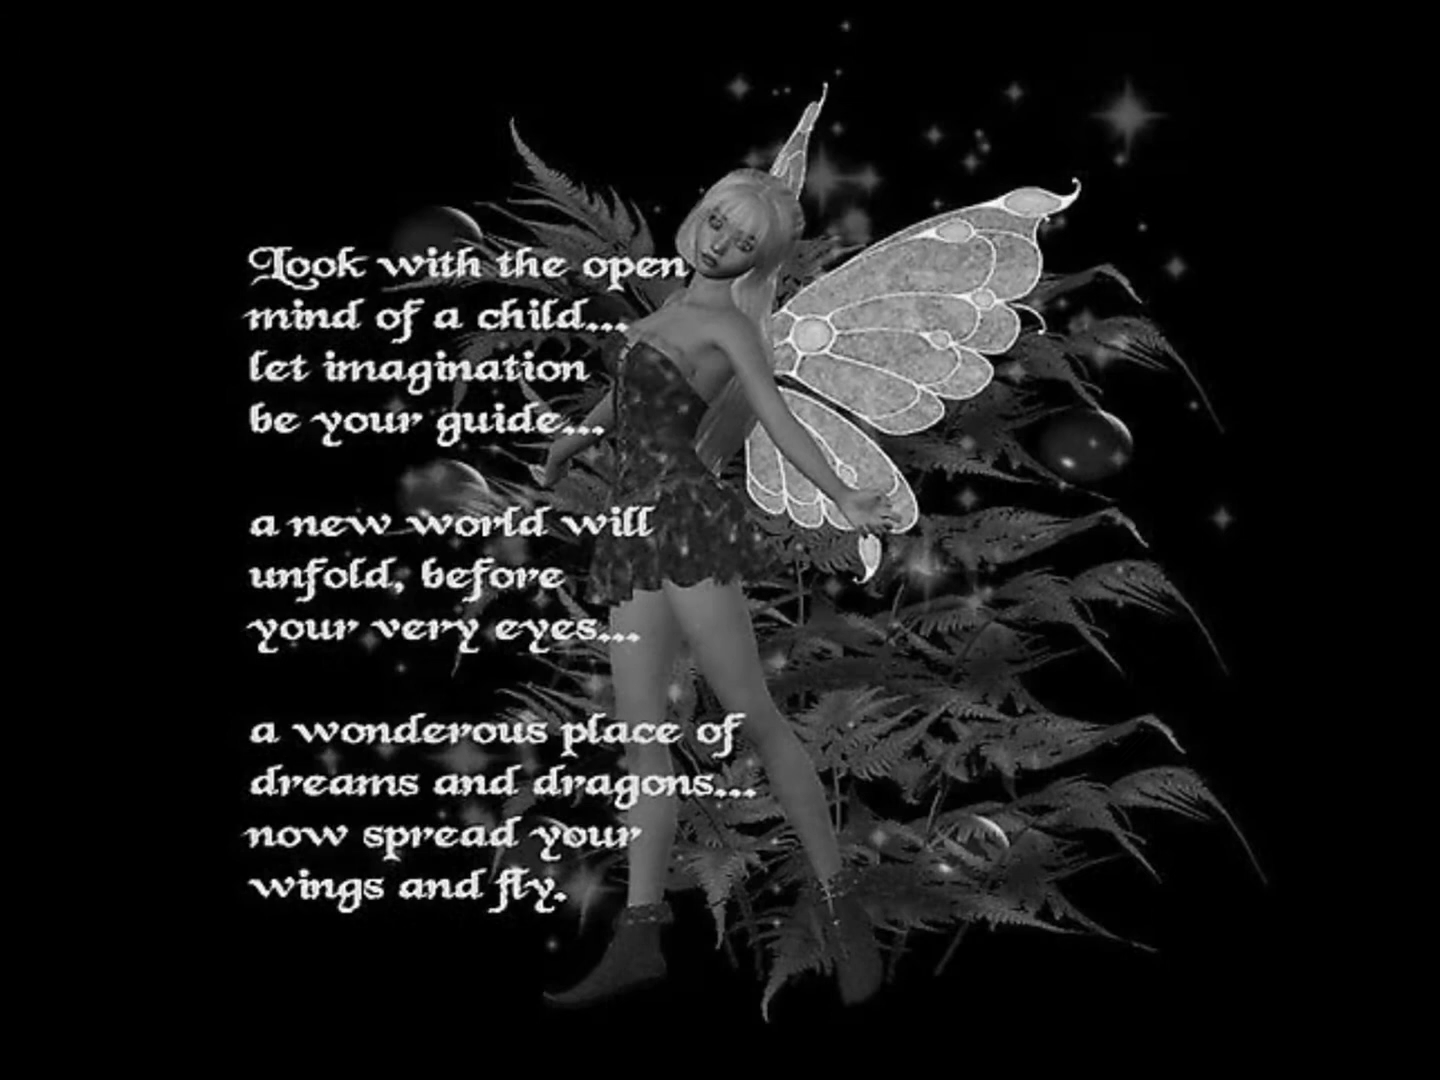 Look with the open
mind of a child...
let imagination
be your guide...
a new world will
unfold, before
your very eyes...
a wonderous place of
dreams and dragons...
now spread your
wings and fly.